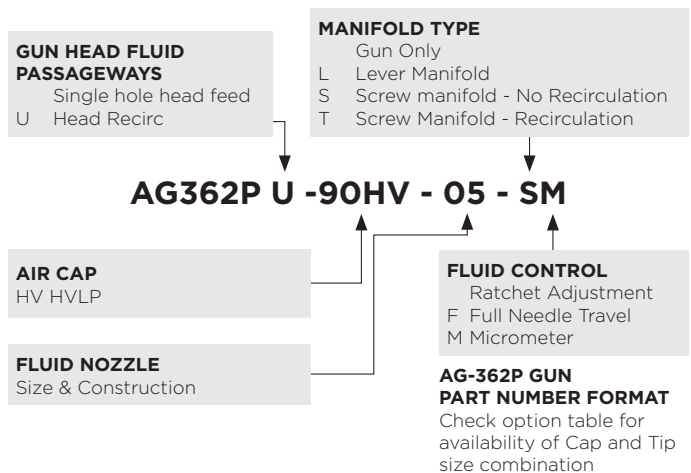 GUN HEAD FLUID
PASSAGEWAYS
Single hole head feed
U Head Recirc
MANIFOLD TYPE
Gun Only
L Lever Manifold
S Screw manifold - No Recirculation
T Screw Manifold - Recirculation
AG362P U -90HV - 05 - SM
AIR CAP
HV HVLP
FLUID NOZZLE
Size & Construction
FLUID CONTROL
Ratchet Adjustment
F Full Needle Travel
M Micrometer
AG-362P GUN
PART NUMBER FORMAT
Check option table for
availability of Cap and Tip
size combination